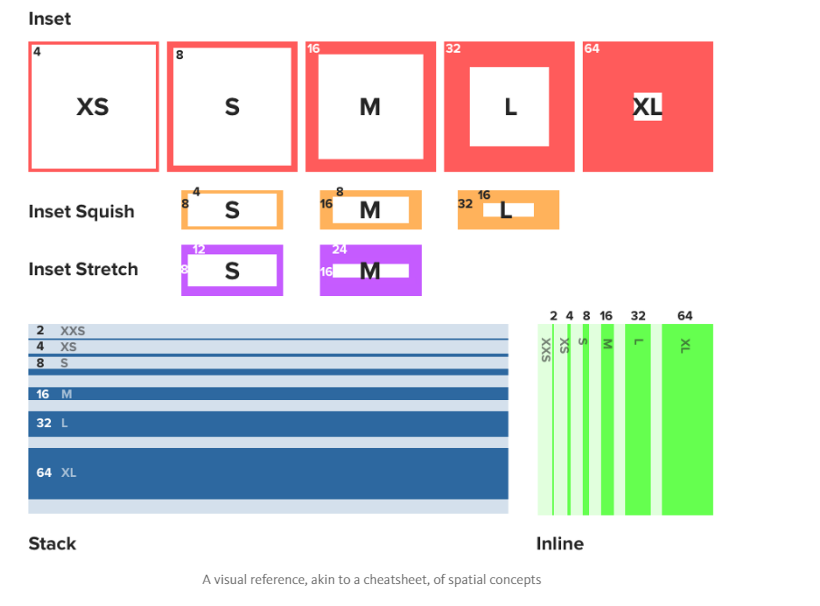 Inset
4 8 16 32 64
XS S M L XL
4 8 16
Inset Squish 8 S 16 M 32 L
12 24
Inset Stretch 8 S 16 M
2 XXS
4 XS
8 S
16 M
32 L
64 XL
2 4 8 16 32 64
XXS XS S M L XL
Stack Inline
A visual reference, akin to a cheatsheet, of spatial concepts